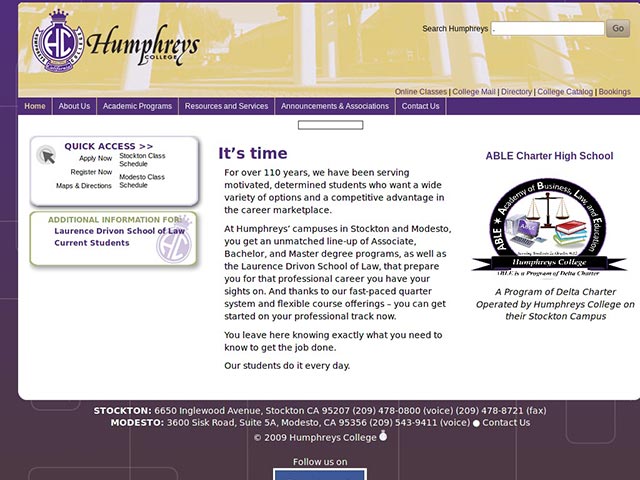 Search Humphreys . Go
HC
Humphreys
COLLEGE
Online Classes | College Mail | Directory | College Catalog | Bookings
Home About Us Academic Programs Resources and Services Announcements & Associations Contact Us
QUICK ACCESS >>
Apply Now
Register Now
Maps & Directions
Stockton Class
Schedule
Modesto Class
Schedule
ADDITIONAL INFORMATION FOR:
Laurence Drivon School of Law
Current Students
It's time
For over 110 years, we have been serving
motivated, determined students who want a wide
variety of options and a competitive advantage in
the career marketplace.
At Humphreys' campuses in Stockton and Modesto,
you get an unmatched line-up of Associate,
Bachelor, and Master degree programs, as well as
the Laurence Drivon School of Law, that prepare
you for that professional career you have your
sights on. And thanks to our fast-paced quarter
system and flexible course offerings – you can get
started on your professional track now.
You leave here knowing exactly what you need to
know to get the job done.
Our students do it every day.
ABLE Charter High School
ABLE ★ Academy of Business, Law and Education
Humphreys College
ABLE is a Program of Delta Charter
A Program of Delta Charter
Operated by Humphreys College on
their Stockton Campus
STOCKTON: 6650 Inglewood Avenue, Stockton CA 95207 (209) 478-0800 (voice) (209) 478-8721 (fax)
MODESTO: 3600 Sisk Road, Suite 5A, Modesto, CA 95356 (209) 543-9411 (voice) ● Contact Us
© 2009 Humphreys College
Follow us on